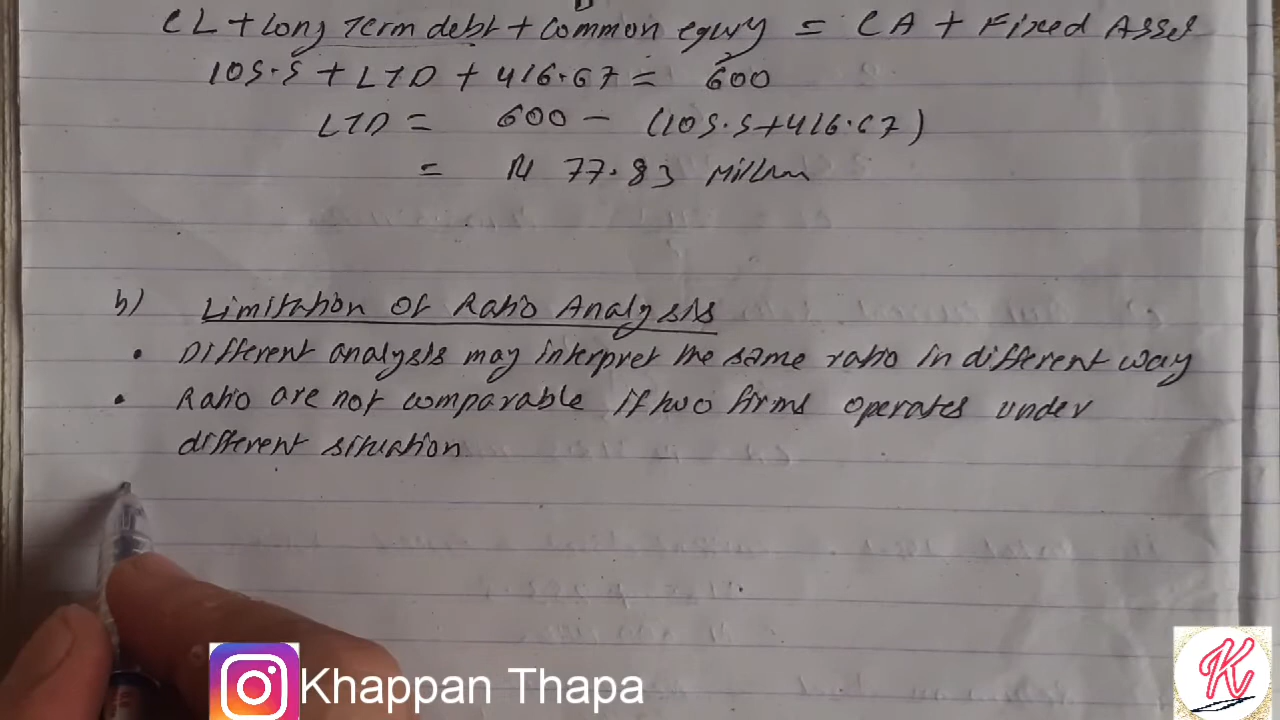 CL + Long Term debt + Common equiy = CA + Fixed Asset
105.5 + LTD + 416.67 = 600
LTD = 600 - (105.5+416.67)
= Rs 77.83 Million
b) Limitation Of Ratio Analysis
• Different analysis may interpret the same ratio in different way
• Ratio are not comparable if two firms operates under
different situation
Khappan Thapa
K